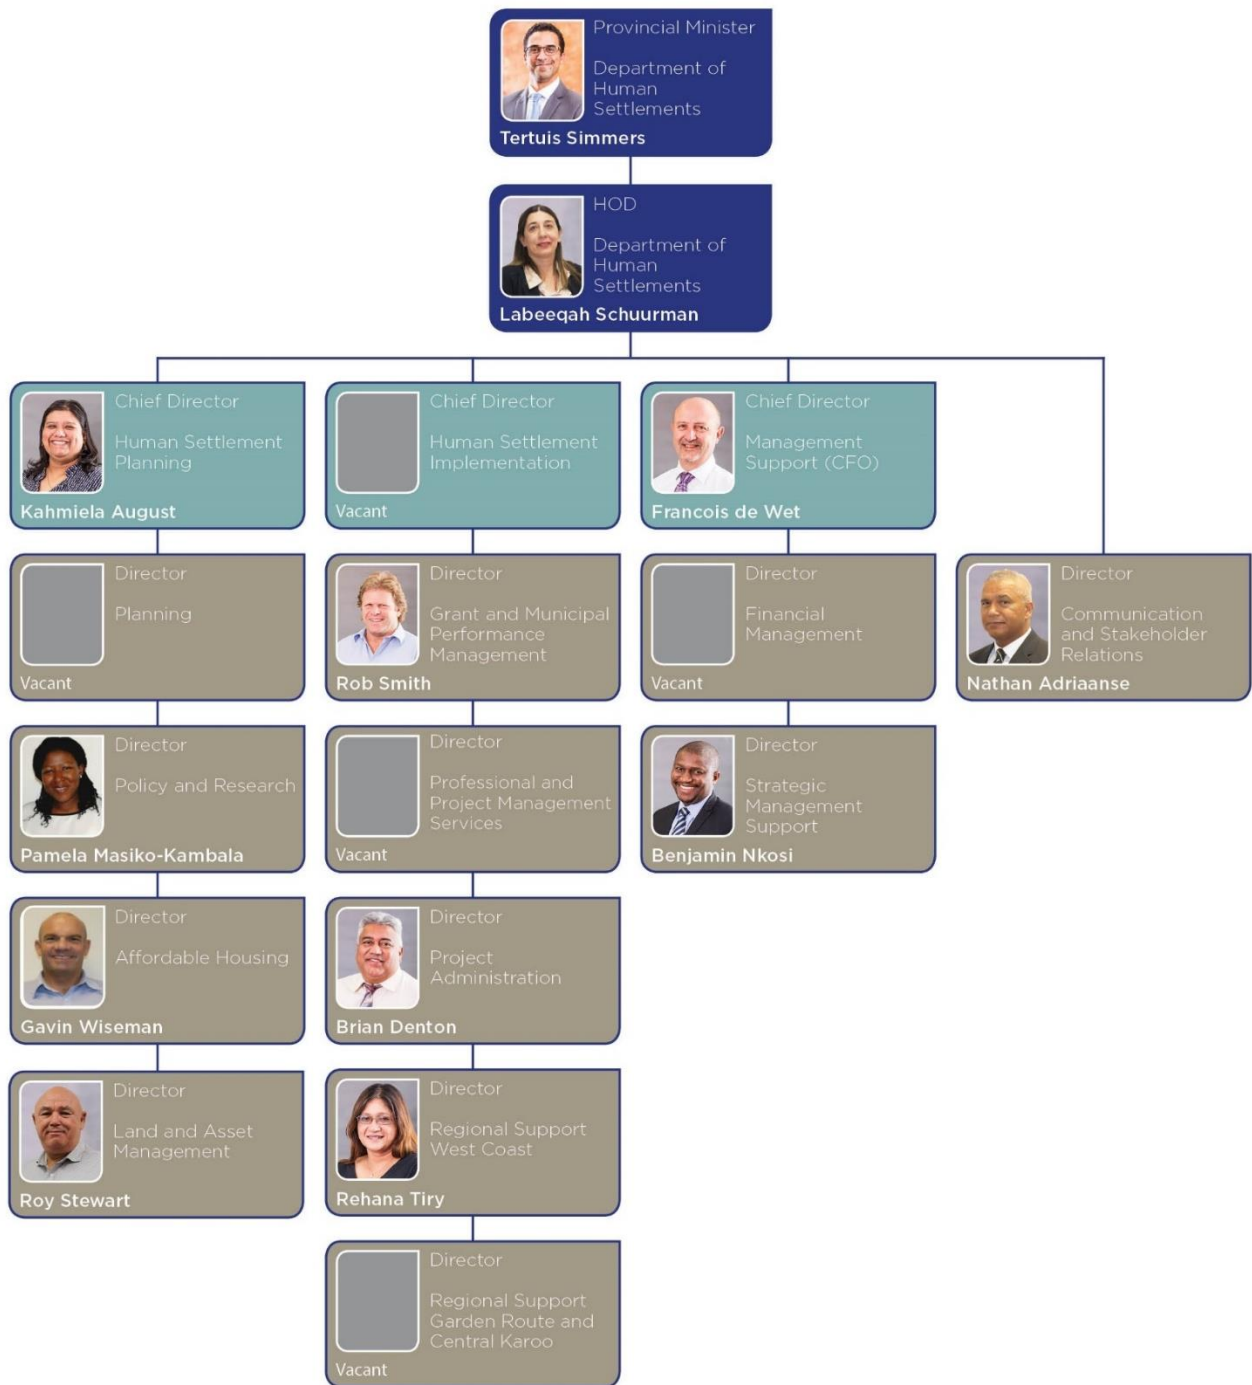 Provincial Minister
Department of
Human
Settlements
Tertuis Simmers
HOD
Department of
Human
Settlements
Labeeqah Schuurman
Chief Director
Human Settlement
Planning
Kahmiela August
Chief Director
Human Settlement
Implementation
Vacant
Chief Director
Management
Support (CFO)
Francois de Wet
Director
Planning
Vacant
Director
Grant and Municipal
Performance
Management
Rob Smith
Director
Financial
Management
Vacant
Director
Communication
and Stakeholder
Relations
Nathan Adriaanse
Director
Policy and Research
Pamela Masiko-Kambala
Director
Professional and
Project Management
Services
Vacant
Director
Strategic
Management
Support
Benjamin Nkosi
Director
Affordable Housing
Gavin Wiseman
Director
Project
Administration
Brian Denton
Director
Land and Asset
Management
Roy Stewart
Director
Regional Support
West Coast
Rehana Tiry
Director
Regional Support
Garden Route and
Central Karoo
Vacant